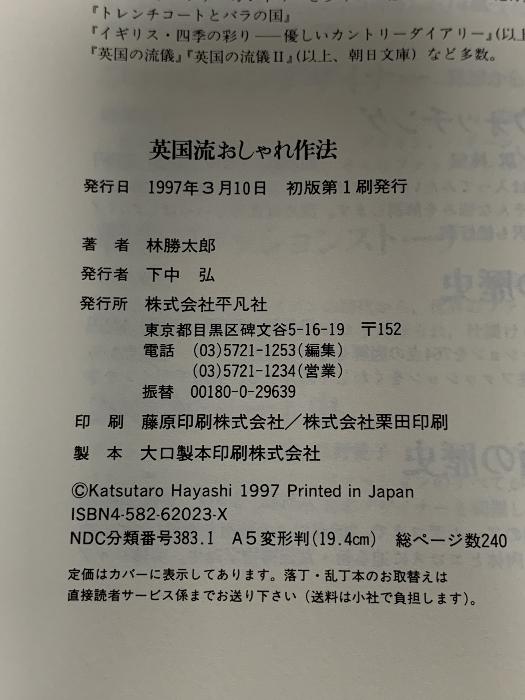 『トレンチコートとバラの国』
『イギリス・四季の彩り——優しいカントリーダイアリー』(以上
『英国の流儀』『英国の流儀Ⅱ』(以上、朝日文庫) など多数。
英国流おしゃれ作法
発行日 1997年3月10日 初版第1刷発行
著 者 林勝太郎
発行者 下中 弘
発行所 株式会社平凡社
東京都目黒区碑文谷5-16-19 〒152
電話 (03)5721-1253(編集)
(03)5721-1234(営業)
振替 00180-0-29639
印 刷 藤原印刷株式会社／株式会社栗田印刷
製 本 大口製本印刷株式会社
©Katsutaro Hayashi 1997 Printed in Japan
ISBN4-582-62023-X
NDC分類番号383.1 A5変形判(19.4cm) 総ページ数240
定価はカバーに表示してあります。落丁・乱丁本のお取替えは
直接読者サービス係までお送り下さい（送料は小社で負担します）。